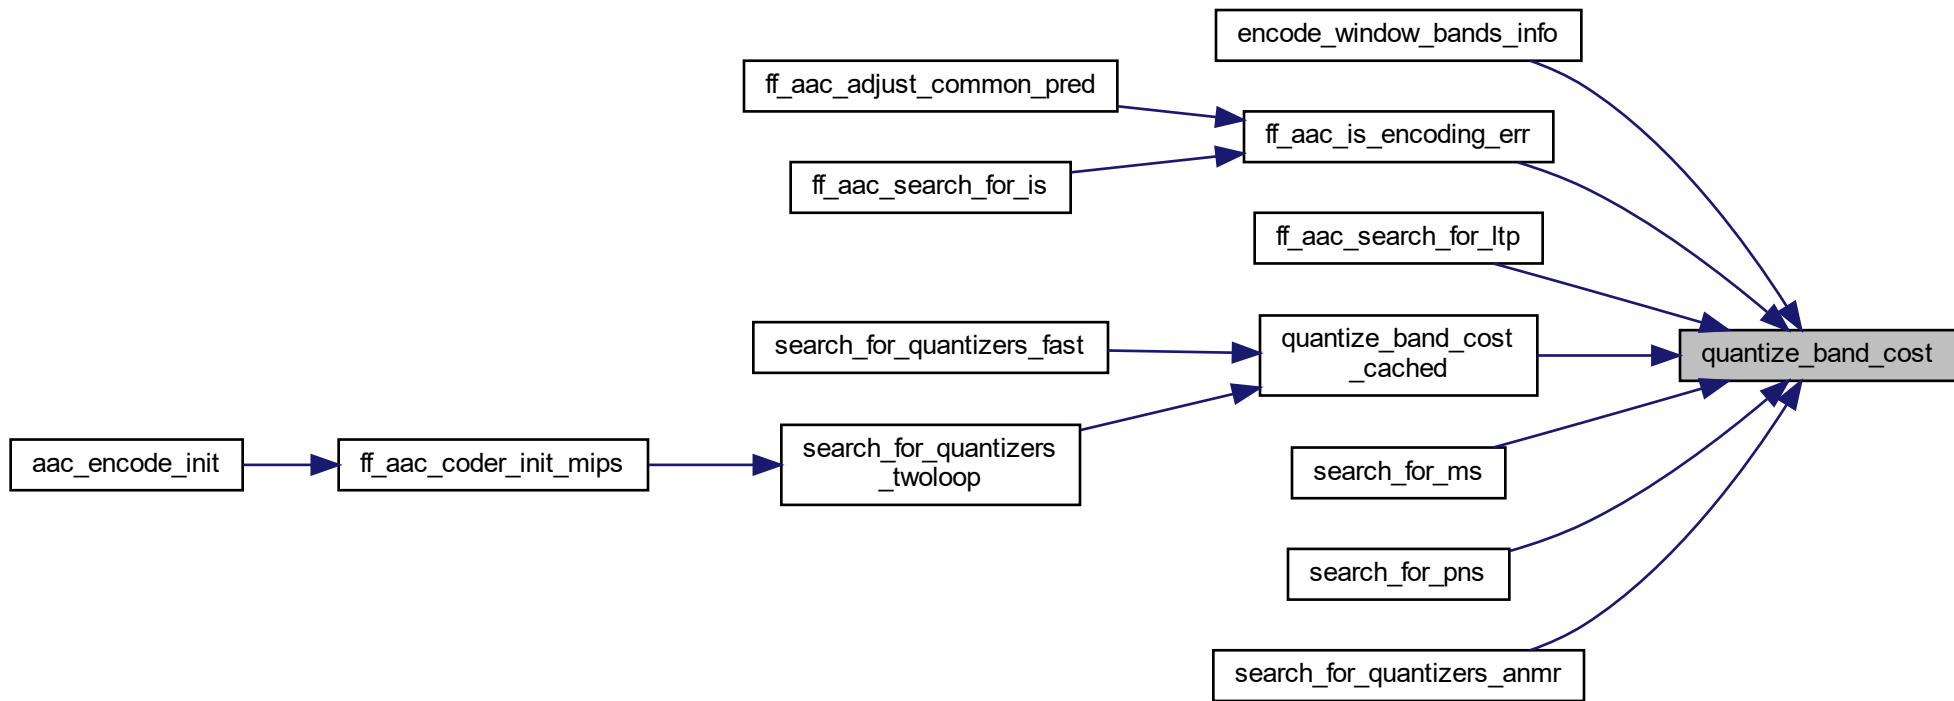 encode_window_bands_info
ff_aac_adjust_common_pred
ff_aac_is_encoding_err
ff_aac_search_for_is
ff_aac_search_for_ltp
search_for_quantizers_fast
quantize_band_cost
_cached
quantize_band_cost
aac_encode_init
ff_aac_coder_init_mips
search_for_quantizers
_twoloop
search_for_ms
search_for_pns
search_for_quantizers_anmr